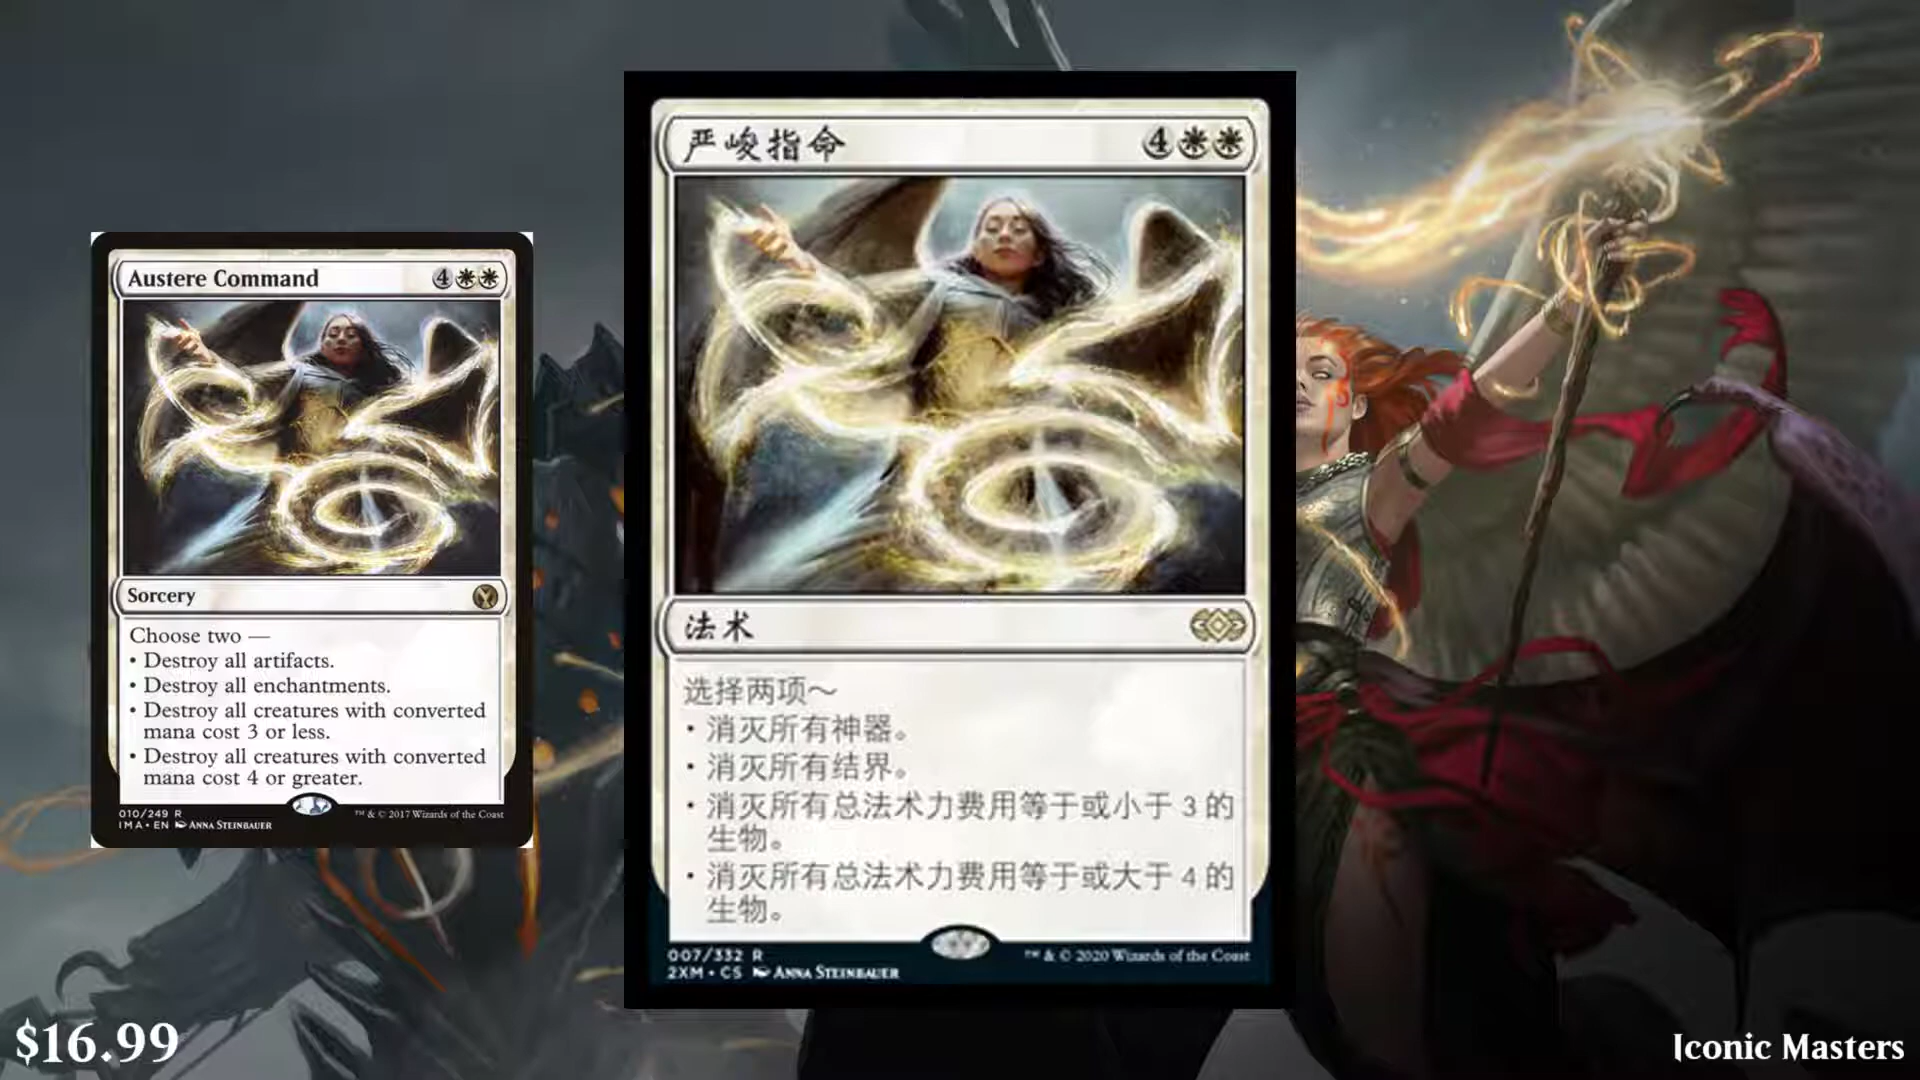 Austere Command 4
Sorcery
Choose two —
• Destroy all artifacts.
• Destroy all enchantments.
• Destroy all creatures with converted
mana cost 3 or less.
• Destroy all creatures with converted
mana cost 4 or greater.
010/249 R
™ & © 2017 Wizards of the Coast
IMA • EN Anna Steinbauer
严峻指命 4
法术
选择两项～
• 消灭所有神器。
• 消灭所有结界。
• 消灭所有总法术力费用等于或小于 3 的
生物。
• 消灭所有总法术力费用等于或大于 4 的
生物。
007/332 R
™ & © 2020 Wizards of the Coast
2XM • CS Anna Steinbauer
$16.99
Iconic Masters